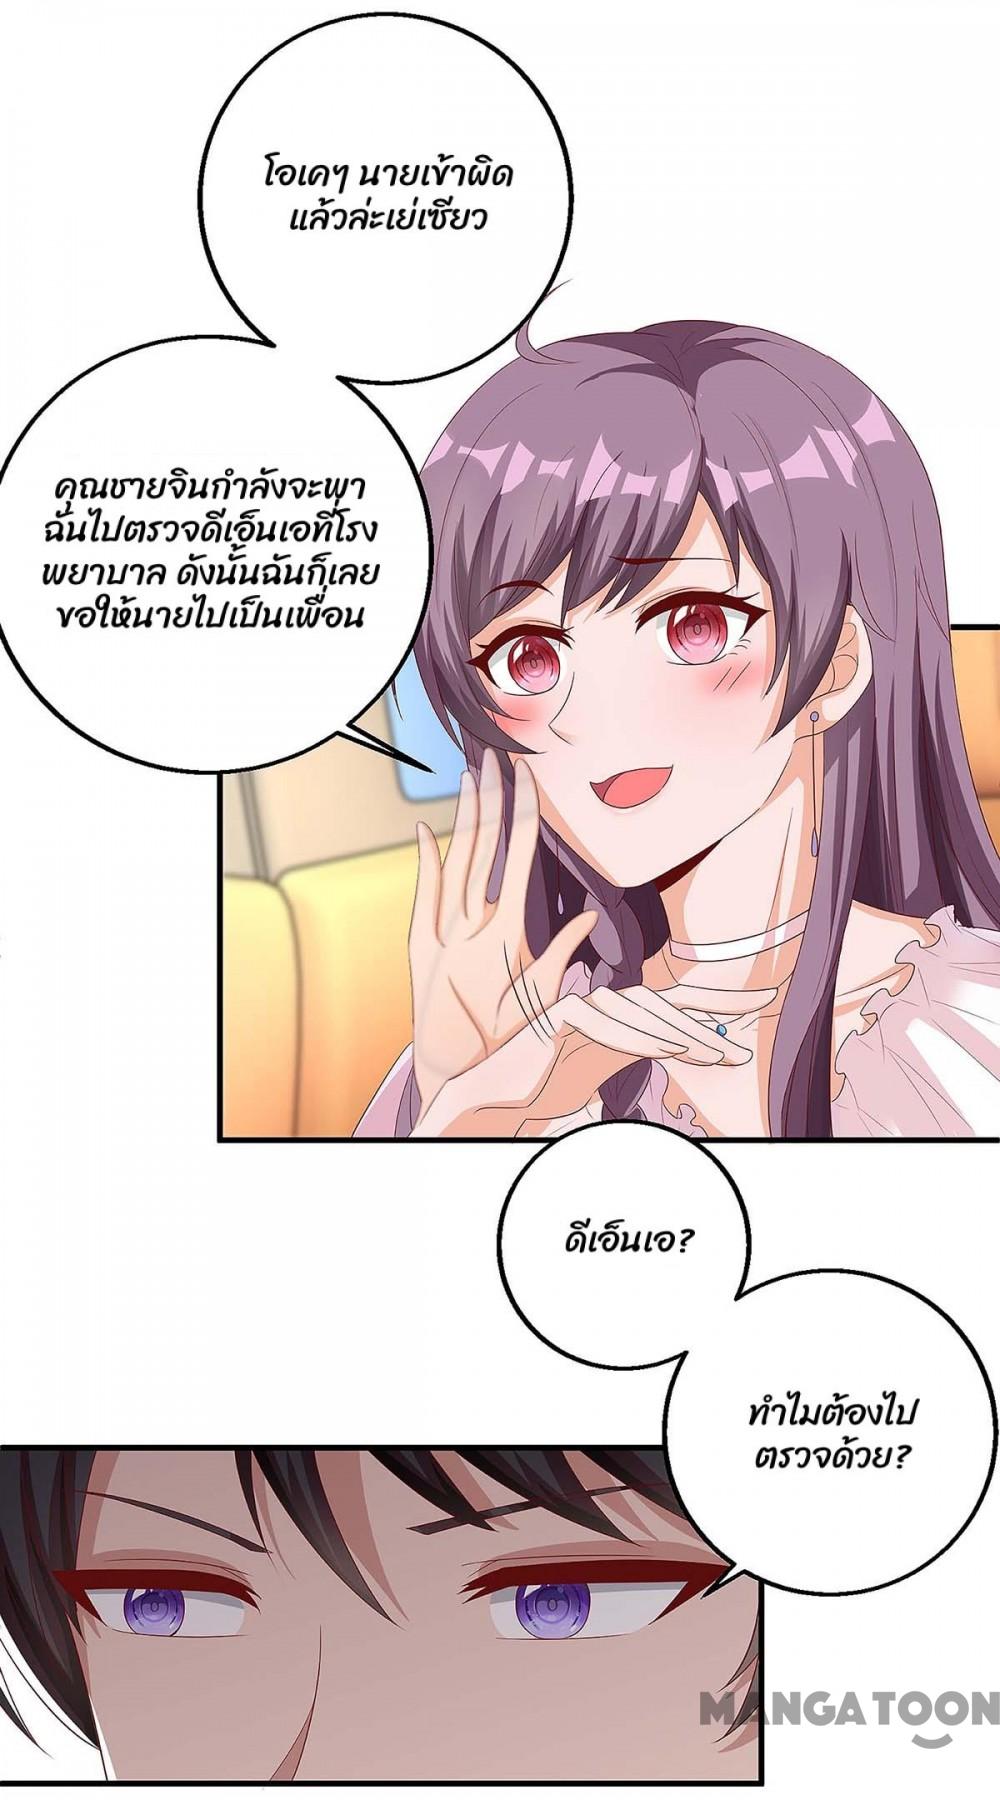 โอเคๆ นายเข้าผิด
แล้วล่ะเย่เซียว
คุณชายจินกำลังจะพา
ฉันไปตรวจดีเอ็นเอที่โรง
พยาบาล ดังนั้นฉันก็เลย
ขอให้นายไปเป็นเพื่อน
ดีเอ็นเอ?
ทำไมต้องไป
ตรวจด้วย?
MANGATOON